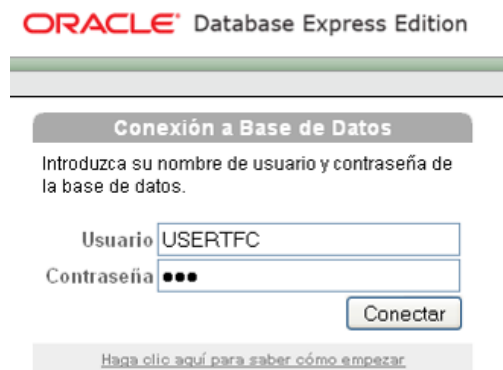 ORACLE Database Express Edition
Conexión a Base de Datos
Introduzca su nombre de usuario y contraseña de
la base de datos.
Usuario USERTFC
Contraseña ●●●
Conectar
Haga clic aquí para saber cómo empezar